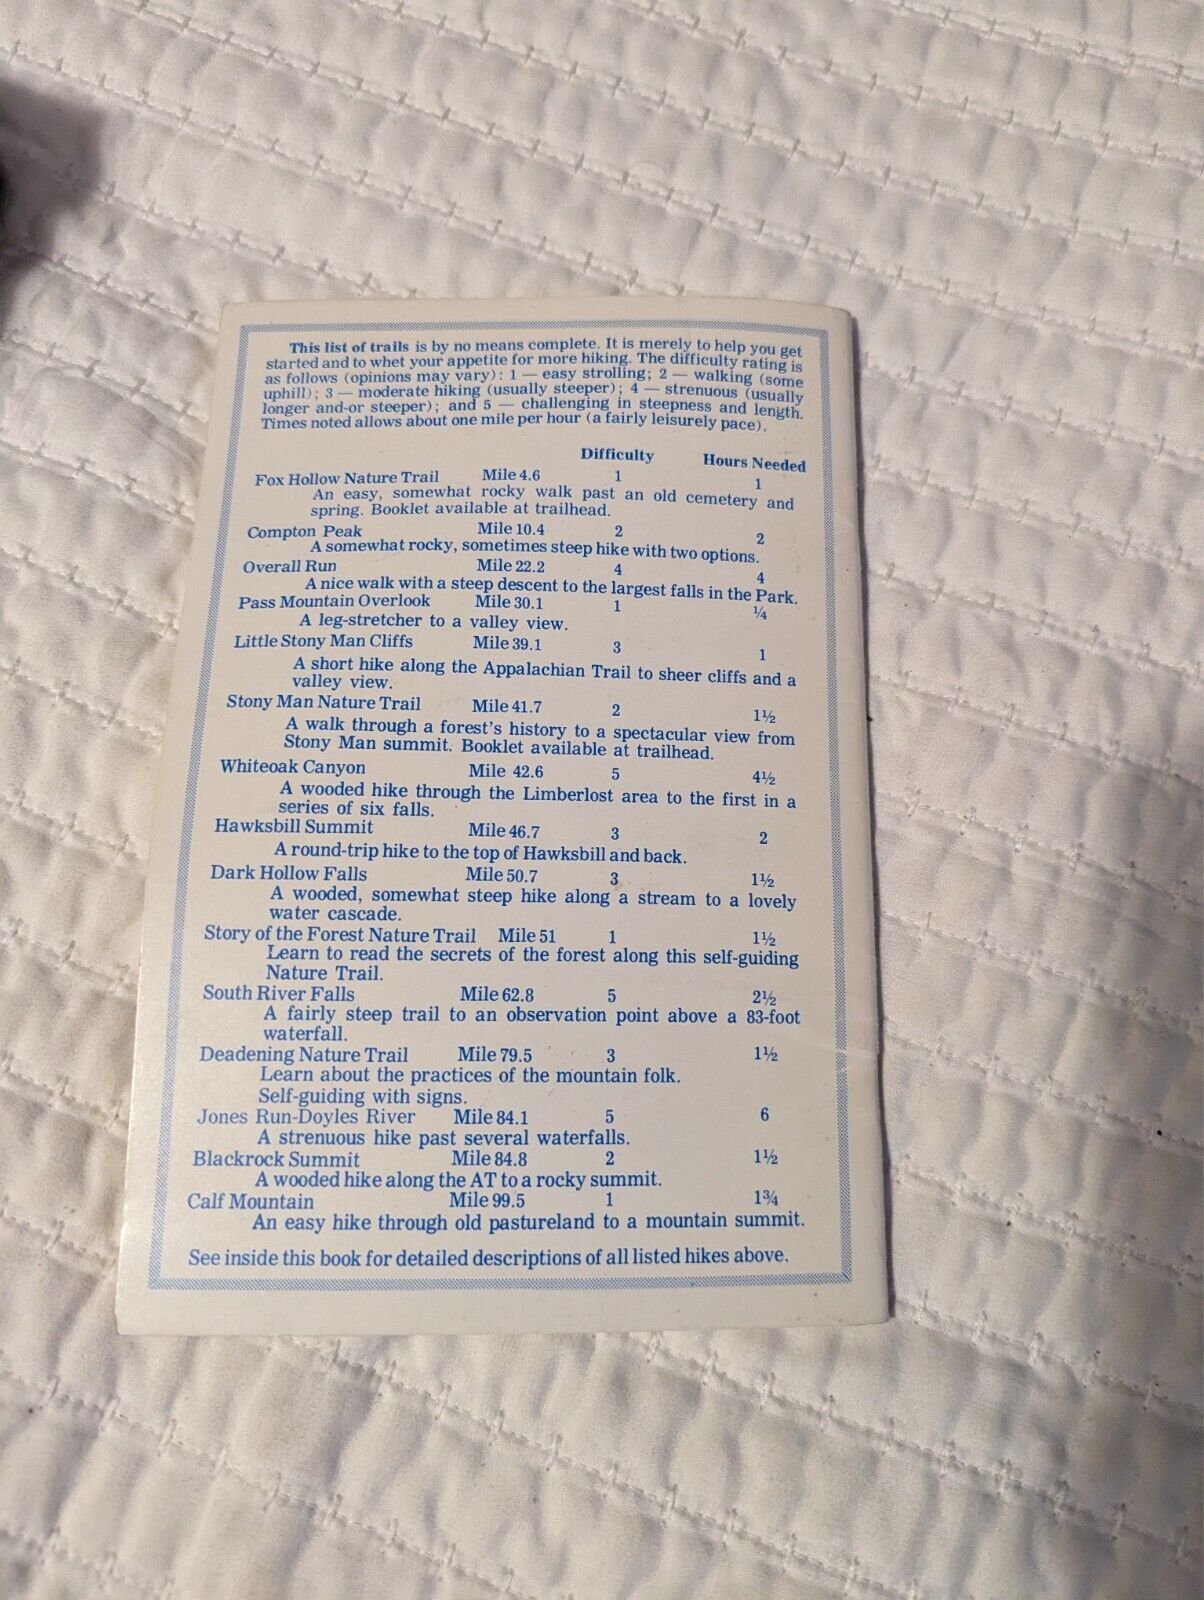 This list of trails is by no means complete. It is merely to help you get
started and to whet your appetite for more hiking. The difficulty rating is
as follows (opinions may vary): 1 — easy strolling; 2 — walking (some
uphill); 3 — moderate hiking (usually steeper); 4 — strenuous (usually
longer and-or steeper); and 5 — challenging in steepness and length.
Times noted allows about one mile per hour (a fairly leisurely pace).
Difficulty Hours Needed
Fox Hollow Nature Trail Mile 4.6 1 1
An easy, somewhat rocky walk past an old cemetery and
spring. Booklet available at trailhead.
Compton Peak Mile 10.4 2 2
A somewhat rocky, sometimes steep hike with two options.
Overall Run Mile 22.2 4 4
A nice walk with a steep descent to the largest falls in the Park.
Pass Mountain Overlook Mile 30.1 1 ¼
A leg-stretcher to a valley view.
Little Stony Man Cliffs Mile 39.1 3 1
A short hike along the Appalachian Trail to sheer cliffs and a
valley view.
Stony Man Nature Trail Mile 41.7 2 1½
A walk through a forest's history to a spectacular view from
Stony Man summit. Booklet available at trailhead.
Whiteoak Canyon Mile 42.6 5 4½
A wooded hike through the Limberlost area to the first in a
series of six falls.
Hawksbill Summit Mile 46.7 3 2
A round-trip hike to the top of Hawksbill and back.
Dark Hollow Falls Mile 50.7 3 1½
A wooded, somewhat steep hike along a stream to a lovely
water cascade.
Story of the Forest Nature Trail Mile 51 1 1½
Learn to read the secrets of the forest along this self-guiding
Nature Trail.
South River Falls Mile 62.8 5 2½
A fairly steep trail to an observation point above a 83-foot
waterfall.
Deadening Nature Trail Mile 79.5 3 1½
Learn about the practices of the mountain folk.
Self-guiding with signs.
Jones Run-Doyles River Mile 84.1 5 6
A strenuous hike past several waterfalls.
Blackrock Summit Mile 84.8 2 1½
A wooded hike along the AT to a rocky summit.
Calf Mountain Mile 99.5 1 1¾
An easy hike through old pastureland to a mountain summit.
See inside this book for detailed descriptions of all listed hikes above.